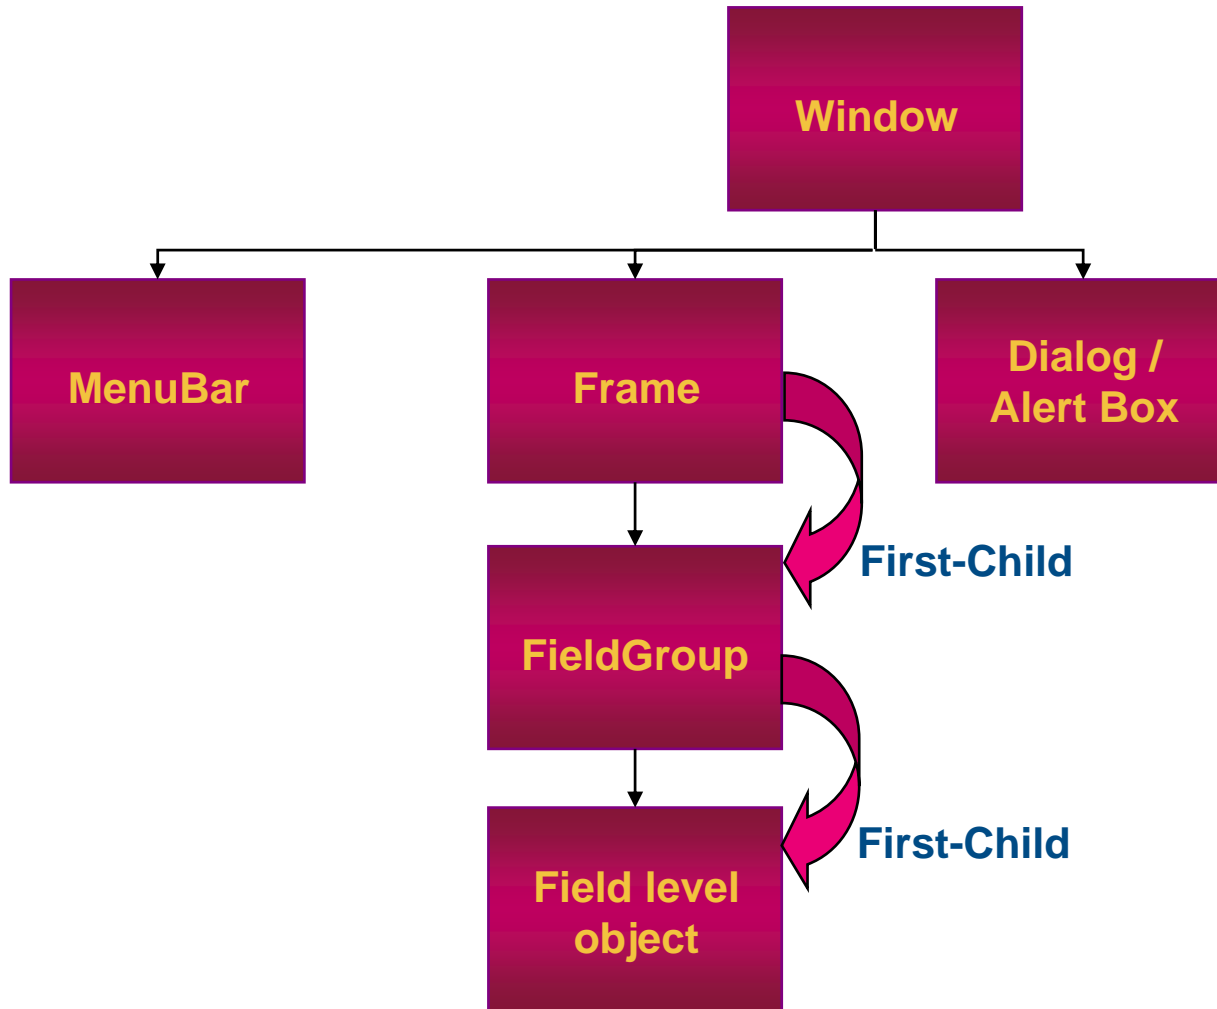 Window
MenuBar
Frame
Dialog /
Alert Box
First-Child
FieldGroup
First-Child
Field level
object